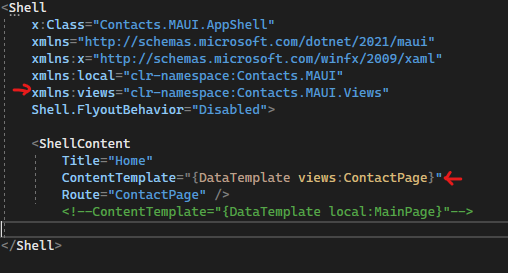 <Shell
x:Class="Contacts.MAUI.AppShell"
xmlns="http://schemas.microsoft.com/dotnet/2021/maui"
xmlns:x="http://schemas.microsoft.com/winfx/2009/xaml"
xmlns:local="clr-namespace:Contacts.MAUI"
xmlns:views="clr-namespace:Contacts.MAUI.Views"
Shell.FlyoutBehavior="Disabled">
<ShellContent
Title="Home"
ContentTemplate="{DataTemplate views:ContactPage}"
Route="ContactPage" />
<!--ContentTemplate="{DataTemplate local:MainPage}"-->
</Shell>